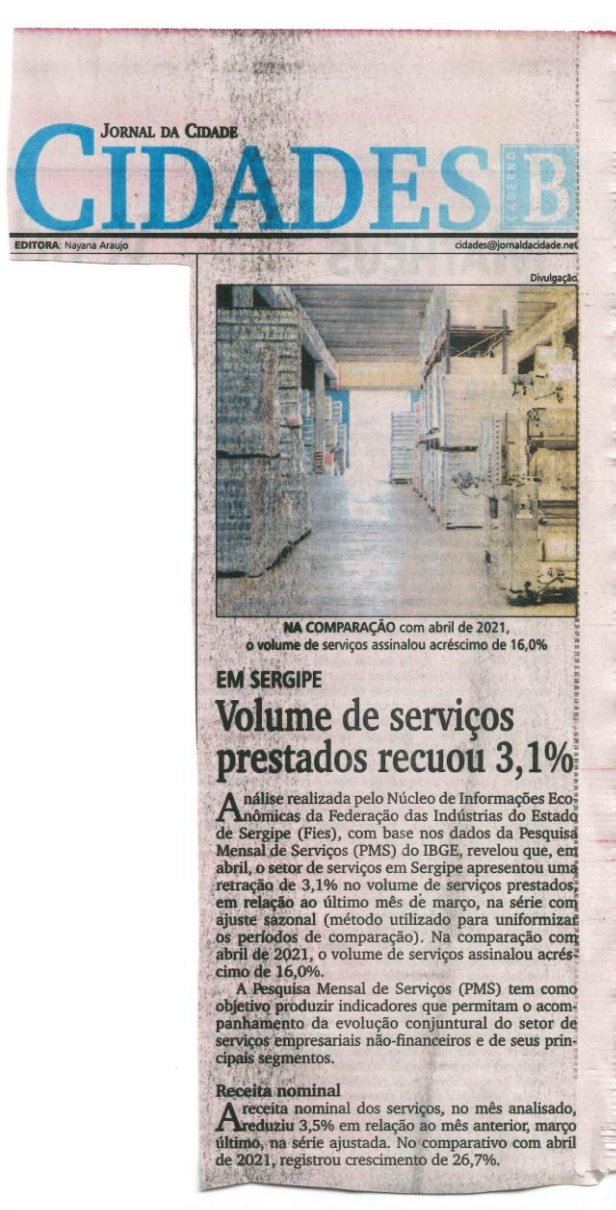 JORNAL DA CIDADE
CIDADES
CADERNO
B
EDITORA: Nayana Araujo
cidades@jornaldacidade.net
Divulgação
NA COMPARAÇÃO com abril de 2021,
o volume de serviços assinalou acréscimo de 16,0%
EM SERGIPE
Volume de serviços
prestados recuou 3,1%
Análise realizada pelo Núcleo de Informações Eco-
nômicas da Federação das Indústrias do Estado
de Sergipe (Fies), com base nos dados da Pesquisa
Mensal de Serviços (PMS) do IBGE, revelou que, em
abril, o setor de serviços em Sergipe apresentou uma
retração de 3,1% no volume de serviços prestados,
em relação ao último mês de março, na série com
ajuste sazonal (método utilizado para uniformizar
os períodos de comparação). Na comparação com
abril de 2021, o volume de serviços assinalou acrés-
cimo de 16,0%.
A Pesquisa Mensal de Serviços (PMS) tem como
objetivo produzir indicadores que permitam o acom-
panhamento da evolução conjuntural do setor de
serviços empresariais não-financeiros e de seus prin-
cipais segmentos.
Receita nominal
A receita nominal dos serviços, no mês analisado,
reduziu 3,5% em relação ao mês anterior, março
último, na série ajustada. No comparativo com abril
de 2021, registrou crescimento de 26,7%.